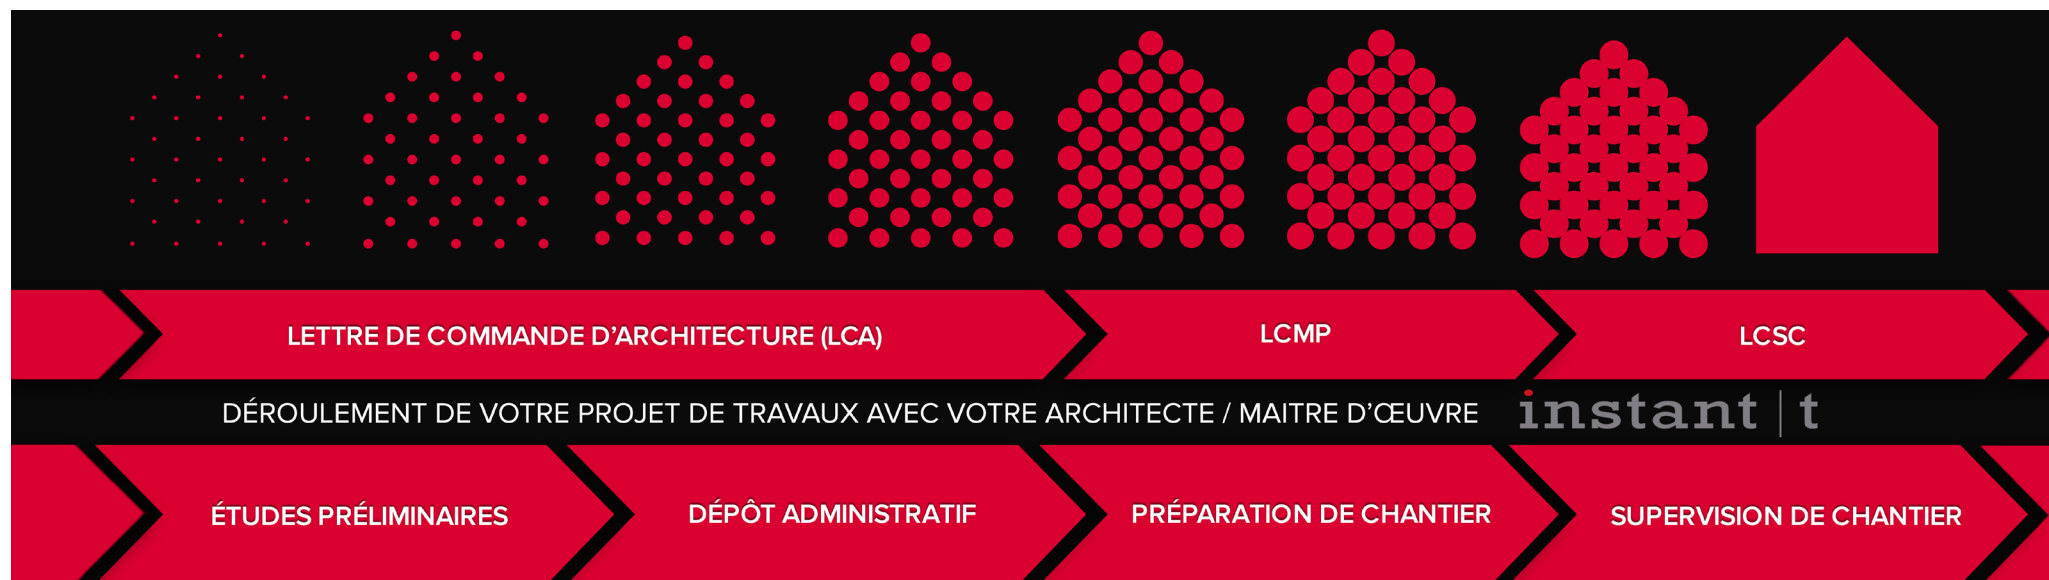 LETTRE DE COMMANDE D'ARCHITECTURE (LCA)
LCMP
LCSC
DÉROULEMENT DE VOTRE PROJET DE TRAVAUX AVEC VOTRE ARCHITECTE / MAITRE D'ŒUVRE
instant | t
ÉTUDES PRÉLIMINAIRES
DÉPÔT ADMINISTRATIF
PRÉPARATION DE CHANTIER
SUPERVISION DE CHANTIER